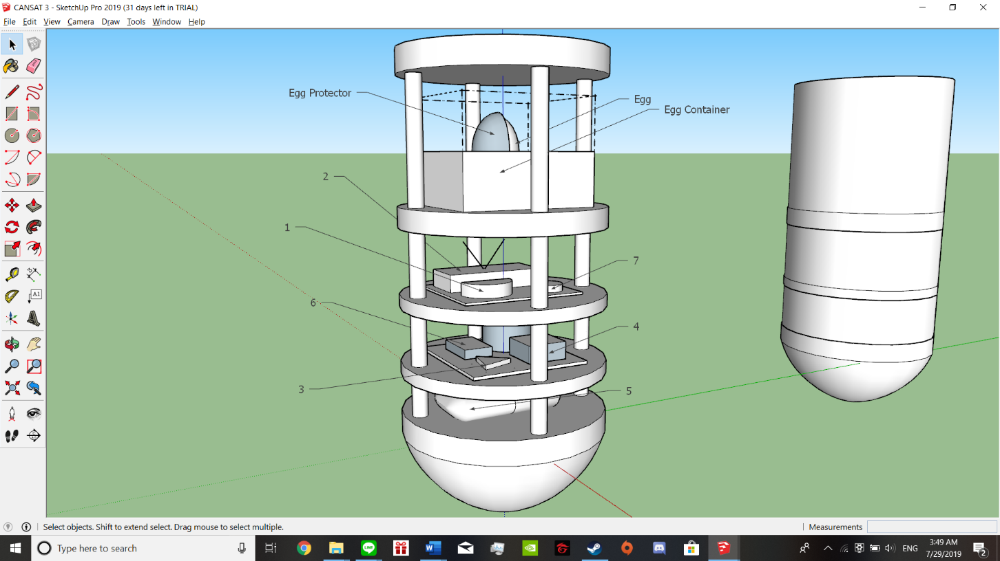 CANSAT 3 - SketchUp Pro 2019 (31 days left in TRIAL)
File Edit View Camera Draw Tools Window Help
A1
Egg Protector
Egg
Egg Container
2
1
7
6
4
3
5
Select objects. Shift to extend select. Drag mouse to select multiple.
Measurements
Type here to search
LINE
ENG
3:49 AM
7/29/2019
2